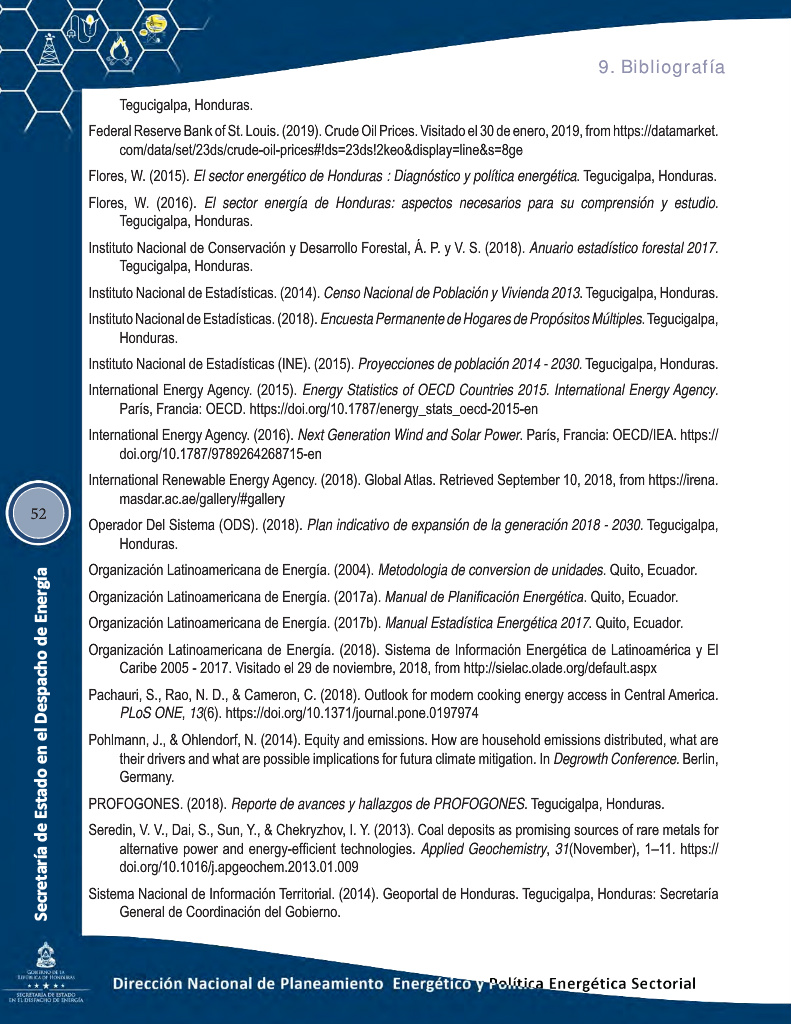 9. Bibliografía
Tegucigalpa, Honduras.
Federal Reserve Bank of St. Louis. (2019). Crude Oil Prices. Visitado el 30 de enero, 2019, from https://datamarket.
com/data/set/23ds/crude-oil-prices#!ds=23ds!2keo&display=line&s=8ge
Flores, W. (2015). El sector energético de Honduras : Diagnóstico y política energética. Tegucigalpa, Honduras.
Flores, W. (2016). El sector energía de Honduras: aspectos necesarios para su comprensión y estudio.
Tegucigalpa, Honduras.
Instituto Nacional de Conservación y Desarrollo Forestal, Á. P. y V. S. (2018). Anuario estadístico forestal 2017.
Tegucigalpa, Honduras.
Instituto Nacional de Estadísticas. (2014). Censo Nacional de Población y Vivienda 2013. Tegucigalpa, Honduras.
Instituto Nacional de Estadísticas. (2018). Encuesta Permanente de Hogares de Propósitos Múltiples. Tegucigalpa,
Honduras.
Instituto Nacional de Estadísticas (INE). (2015). Proyecciones de población 2014 - 2030. Tegucigalpa, Honduras.
International Energy Agency. (2015). Energy Statistics of OECD Countries 2015. International Energy Agency.
París, Francia: OECD. https://doi.org/10.1787/energy_stats_oecd-2015-en
International Energy Agency. (2016). Next Generation Wind and Solar Power. París, Francia: OECD/IEA. https://
doi.org/10.1787/9789264268715-en
International Renewable Energy Agency. (2018). Global Atlas. Retrieved September 10, 2018, from https://irena.
masdar.ac.ae/gallery/#gallery
Operador Del Sistema (ODS). (2018). Plan indicativo de expansión de la generación 2018 - 2030. Tegucigalpa,
Honduras.
Organización Latinoamericana de Energía. (2004). Metodologia de conversion de unidades. Quito, Ecuador.
Organización Latinoamericana de Energía. (2017a). Manual de Planificación Energética. Quito, Ecuador.
Organización Latinoamericana de Energía. (2017b). Manual Estadística Energética 2017. Quito, Ecuador.
Organización Latinoamericana de Energía. (2018). Sistema de Información Energética de Latinoamérica y El
Caribe 2005 - 2017. Visitado el 29 de noviembre, 2018, from http://sielac.olade.org/default.aspx
Pachauri, S., Rao, N. D., & Cameron, C. (2018). Outlook for modern cooking energy access in Central America.
PLoS ONE, 13(6). https://doi.org/10.1371/journal.pone.0197974
Pohlmann, J., & Ohlendorf, N. (2014). Equity and emissions. How are household emissions distributed, what are
their drivers and what are possible implications for futura climate mitigation. In Degrowth Conference. Berlin,
Germany.
PROFOGONES. (2018). Reporte de avances y hallazgos de PROFOGONES. Tegucigalpa, Honduras.
Seredin, V. V., Dai, S., Sun, Y., & Chekryzhov, I. Y. (2013). Coal deposits as promising sources of rare metals for
alternative power and energy-efficient technologies. Applied Geochemistry, 31(November), 1–11. https://
doi.org/10.1016/j.apgeochem.2013.01.009
Sistema Nacional de Información Territorial. (2014). Geoportal de Honduras. Tegucigalpa, Honduras: Secretaría
General de Coordinación del Gobierno.
52
Secretaría de Estado en el Despacho de Energía
GOBIERNO DE LA
REPÚBLICA DE HONDURAS
SECRETARÍA DE ESTADO
EN EL DESPACHO DE ENERGÍA
Dirección Nacional de Planeamiento Energético y Política Energética Sectorial